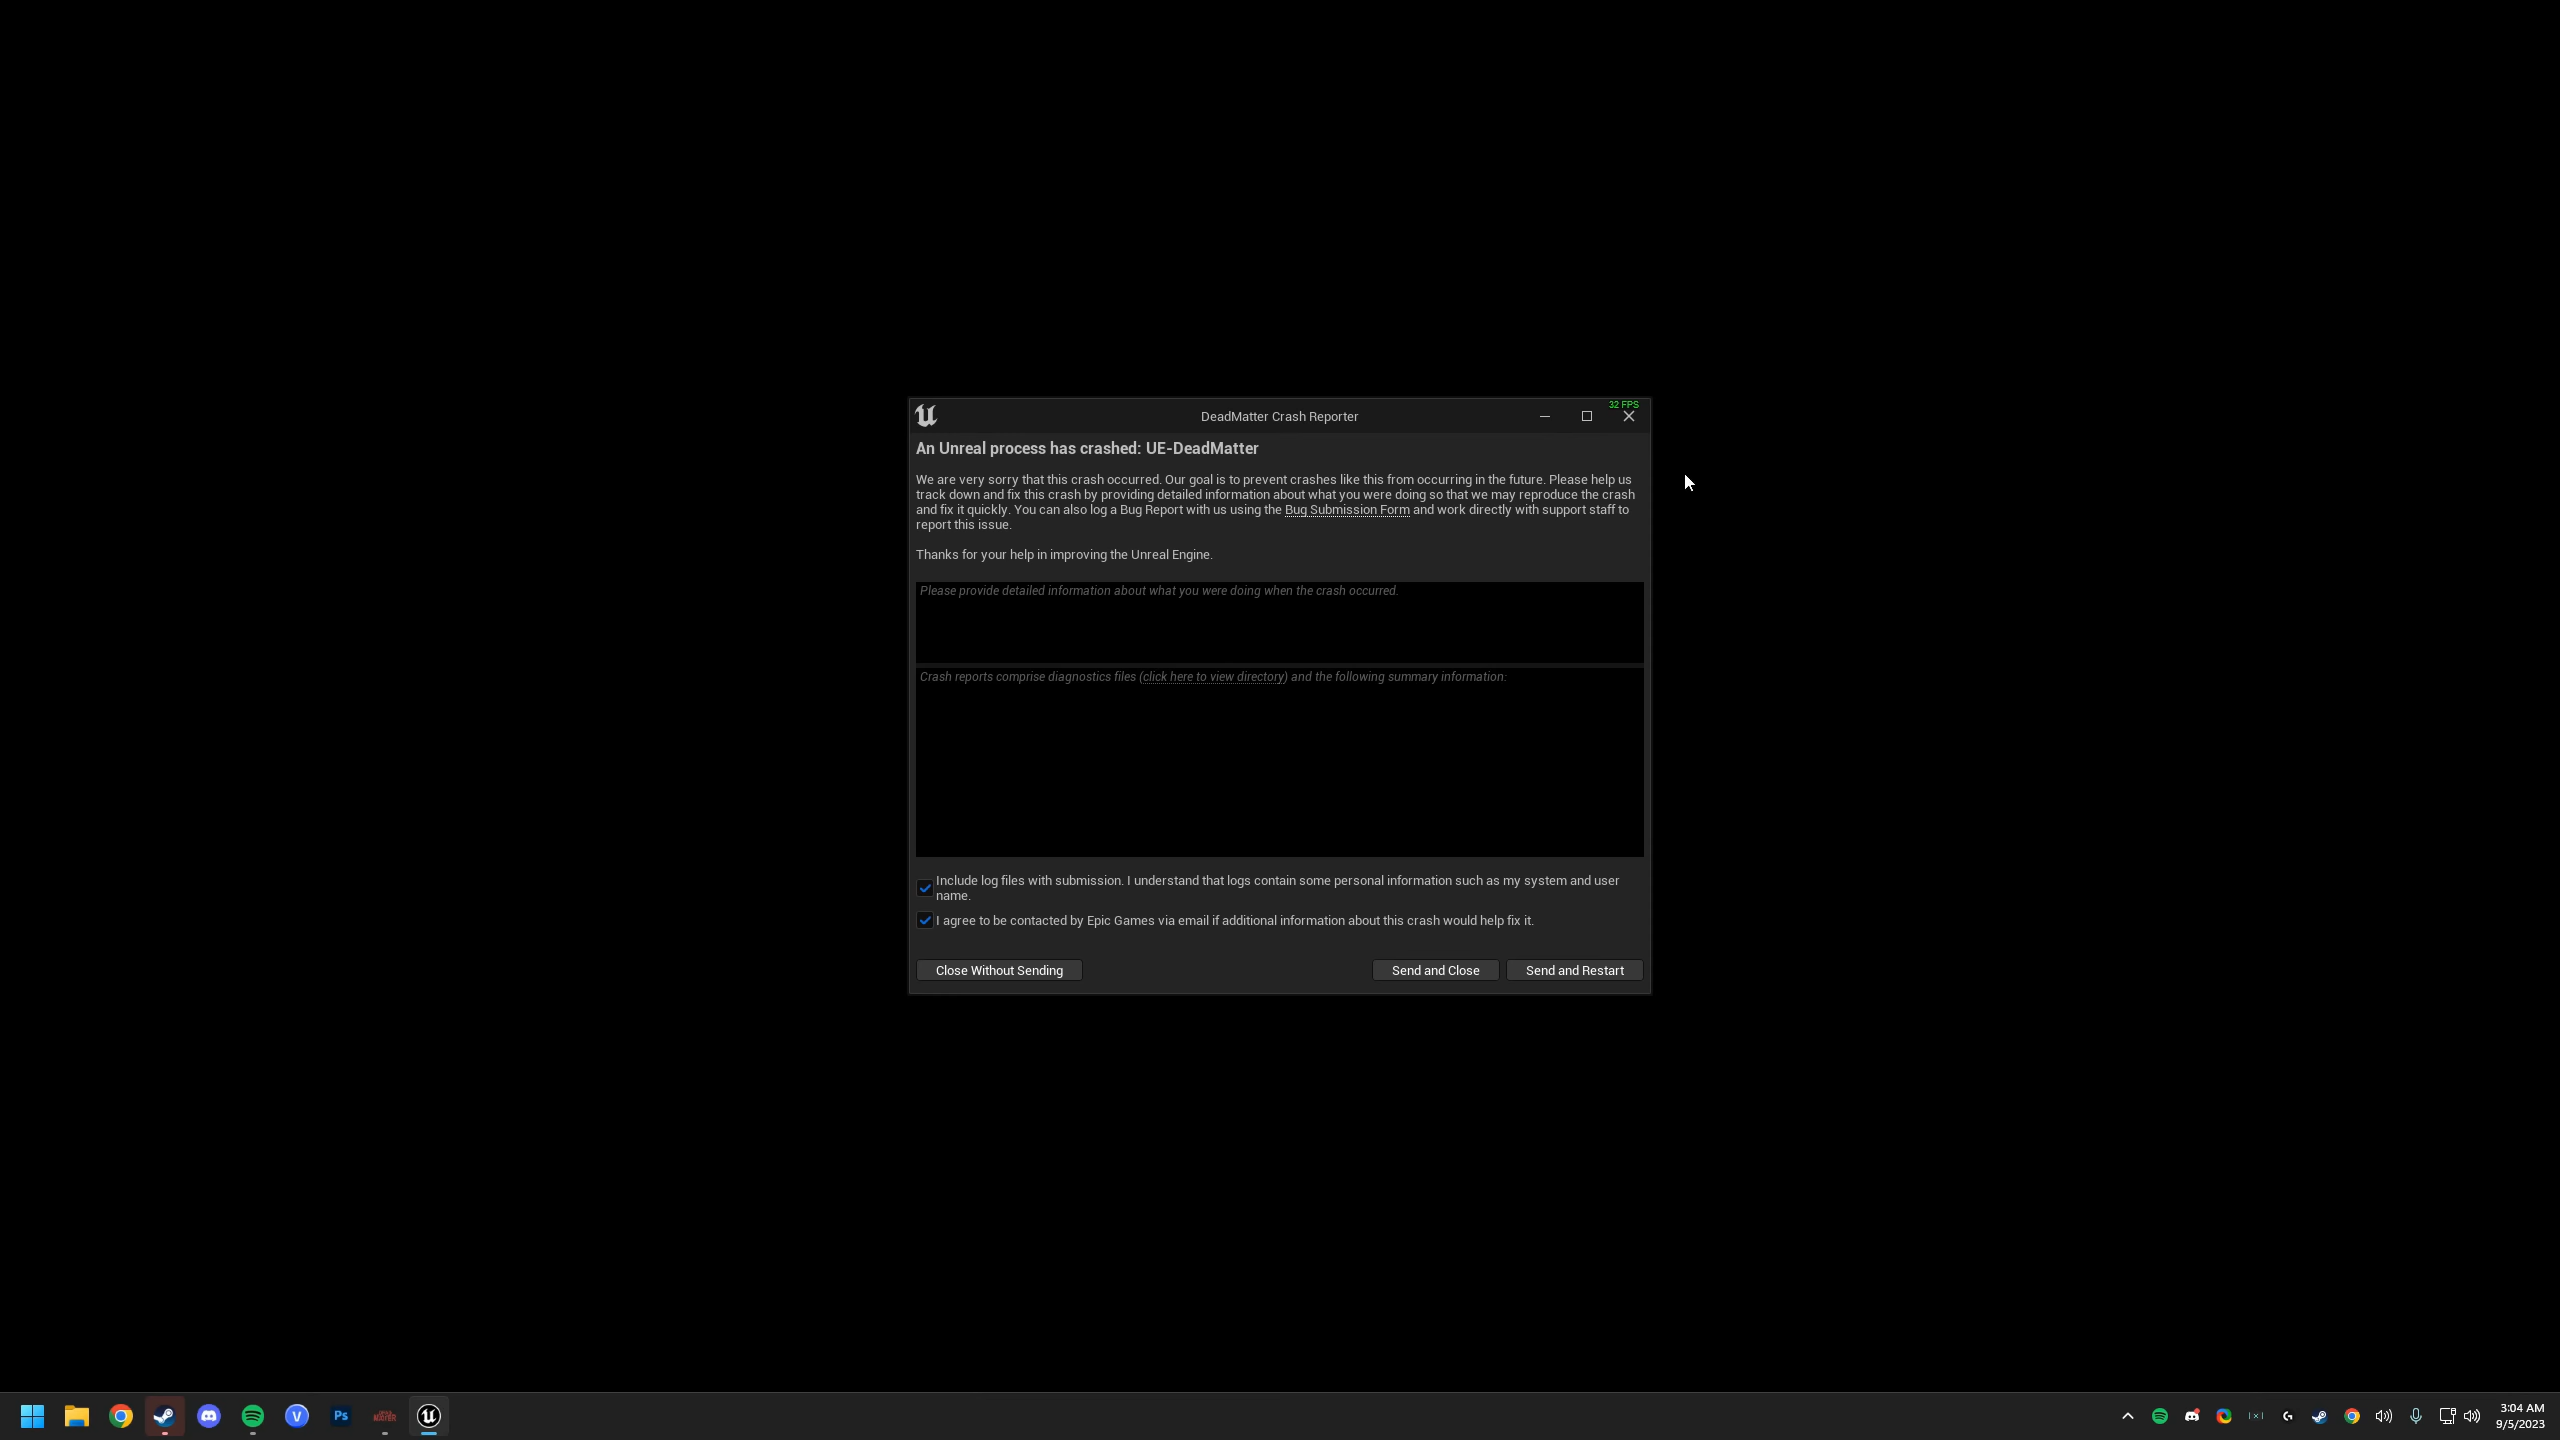 32 FPS
DeadMatter Crash Reporter
An Unreal process has crashed: UE-DeadMatter
We are very sorry that this crash occurred. Our goal is to prevent crashes like this from occurring in the future. Please help us
track down and fix this crash by providing detailed information about what you were doing so that we may reproduce the crash
and fix it quickly. You can also log a Bug Report with us using the Bug Submission Form and work directly with support staff to
report this issue.
Thanks for your help in improving the Unreal Engine.
Please provide detailed information about what you were doing when the crash occurred.
Crash reports comprise diagnostics files (click here to view directory) and the following summary information:
Include log files with submission. I understand that logs contain some personal information such as my system and user
name.
I agree to be contacted by Epic Games via email if additional information about this crash would help fix it.
Close Without Sending
Send and Close
Send and Restart
V
Ps
3:04 AM
9/5/2023